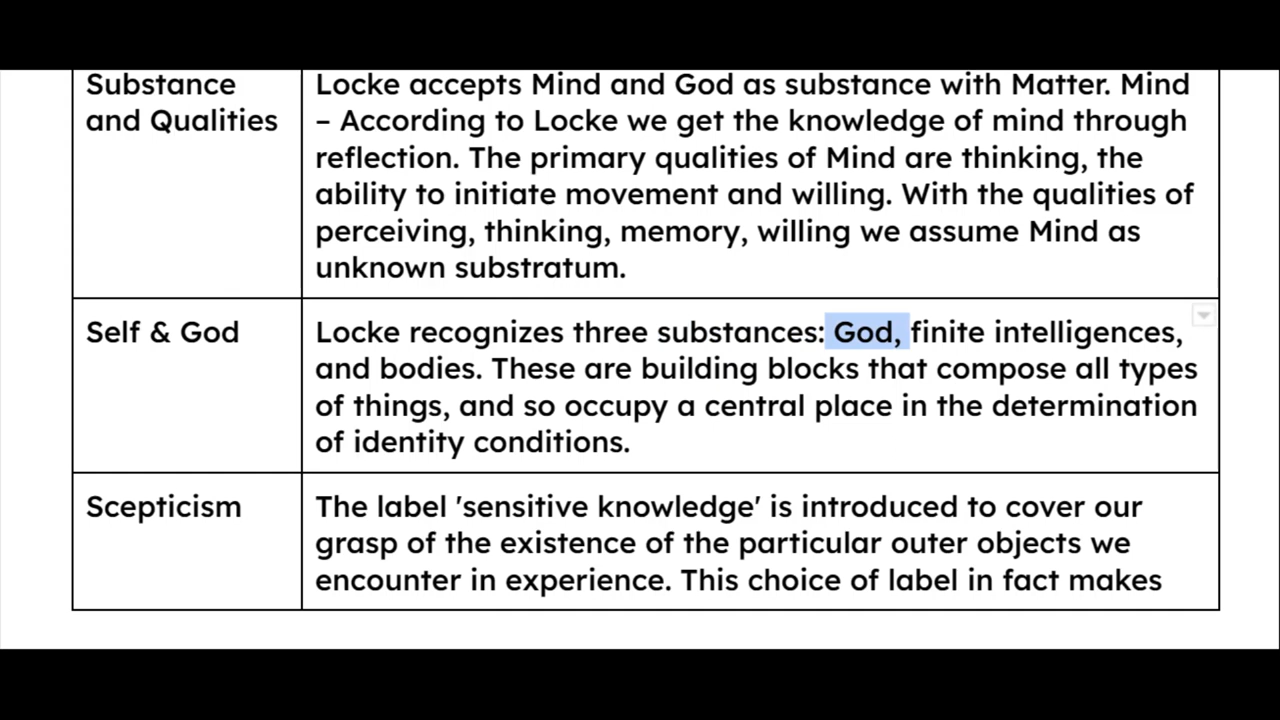 Substance
and Qualities
Locke accepts Mind and God as substance with Matter. Mind
– According to Locke we get the knowledge of mind through
reflection. The primary qualities of Mind are thinking, the
ability to initiate movement and willing. With the qualities of
perceiving, thinking, memory, willing we assume Mind as
unknown substratum.
Self & God
Locke recognizes three substances: God, finite intelligences,
and bodies. These are building blocks that compose all types
of things, and so occupy a central place in the determination
of identity conditions.
Scepticism
The label 'sensitive knowledge' is introduced to cover our
grasp of the existence of the particular outer objects we
encounter in experience. This choice of label in fact makes